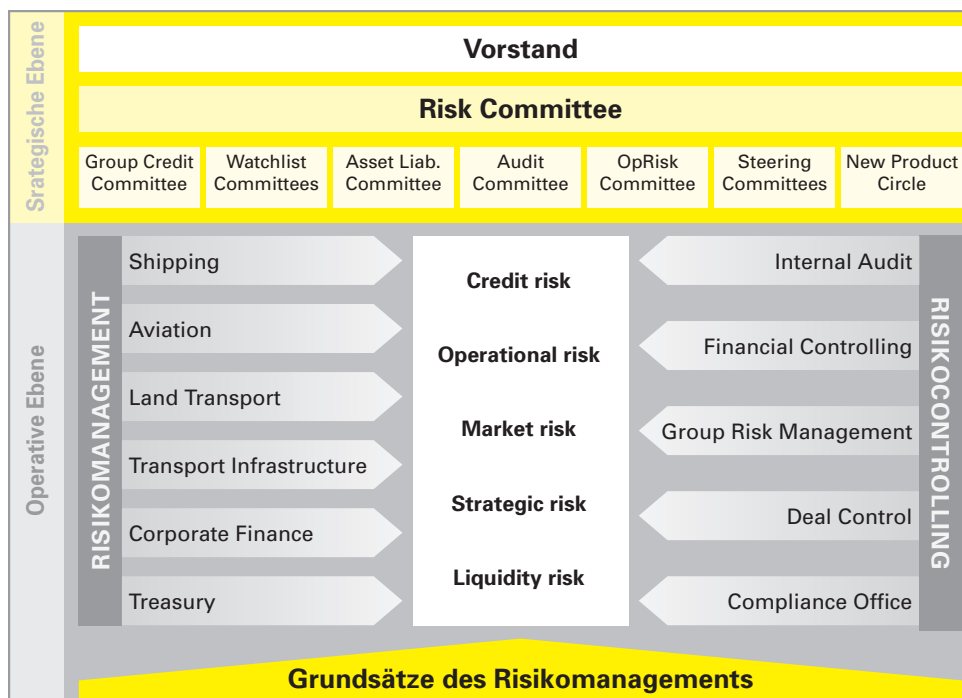 Srategische Ebene
Vorstand
Risk Committee
Group Credit
Committee
Watchlist
Committees
Asset Liab.
Committee
Audit
Committee
OpRisk
Committee
Steering
Committees
New Product
Circle
Operative Ebene
RISIKOMANAGEMENT
Shipping
Aviation
Land Transport
Transport Infrastructure
Corporate Finance
Treasury
Credit risk
Operational risk
Market risk
Strategic risk
Liquidity risk
Internal Audit
Financial Controlling
Group Risk Management
Deal Control
Compliance Office
RISIKOCONTROLLING
Grundsätze des Risikomanagements